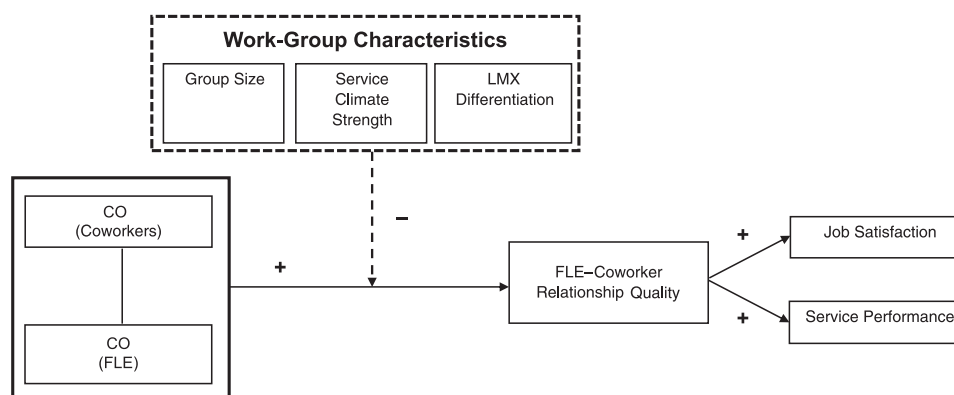 Work-Group Characteristics
Group Size
Service
Climate
Strength
LMX
Differentiation
CO
(Coworkers)
CO
(FLE)
+
–
FLE–Coworker
Relationship Quality
+
+
Job Satisfaction
Service Performance